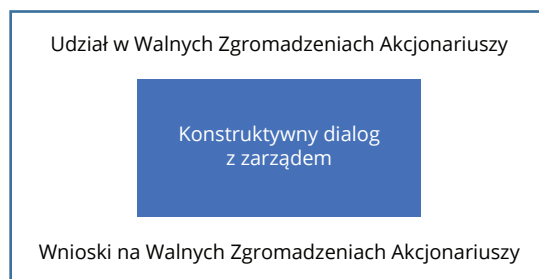 Udział w Walnych Zgromadzeniach Akcjonariuszy
Konstruktywny dialog
z zarządem
Wnioski na Walnych Zgromadzeniach Akcjonariuszy